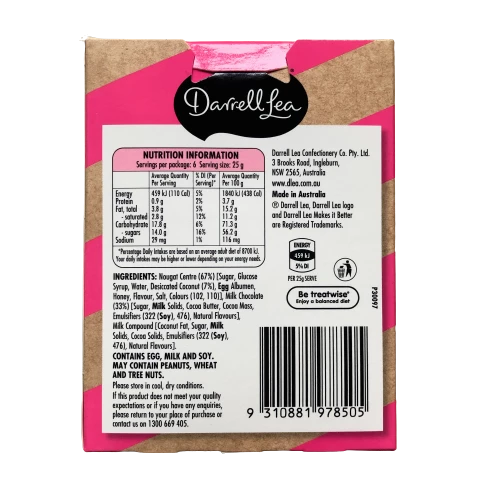 Darrell Lea
NUTRITION INFORMATION
Servings per package: 6 Serving size: 25 g
Average Quantity Per Serving % DI (Per Serving)* Average Quantity Per 100 g
Energy 459 kJ (110 Cal) 5% 1840 kJ (438 Cal)
Protein 0.9 g 2% 3.7 g
Fat, total 3.8 g 5% 15.2 g
- saturated 2.8 g 12% 11.2 g
Carbohydrate 17.8 g 6% 71.3 g
- sugars 14.0 g 16% 56.2 g
Sodium 29 mg 1% 116 mg
*Percentage Daily Intakes are based on an average adult diet of 8700 kJ.
Your daily intakes may be higher or lower depending on your energy needs.
INGREDIENTS: Nougat Centre (67%) [Sugar, Glucose
Syrup, Water, Desiccated Coconut (7%), Egg Albumen,
Honey, Flavour, Salt, Colours (102, 110)], Milk Chocolate
(33%) [Sugar, Milk Solids, Cocoa Butter, Cocoa Mass,
Emulsifiers (322 (Soy), 476), Natural Flavour],
Milk Compound [Coconut Fat, Sugar, Milk
Solids, Cocoa Solids, Emulsifiers (322 (Soy),
476), Natural Flavours].
CONTAINS EGG, MILK AND SOY.
MAY CONTAIN PEANUTS, WHEAT
AND TREE NUTS.
Please store in cool, dry conditions.
If this product does not meet your quality
expectations or if you have any enquiries,
please return to your place of purchase or
contact us on 1300 669 405.
Darrell Lea Confectionery Co. Pty. Ltd.
3 Brooks Road, Ingleburn,
NSW 2565, Australia
www.dlea.com.au
Made in Australia
® Darrell Lea, Darrell Lea logo
and Darrell Lea Makes it Better
are Registered Trademarks.
ENERGY
459 kJ
5% DI
PER 25g SERVE
Be treatwise®
Enjoy a balanced diet
P30097
9 310881 978505